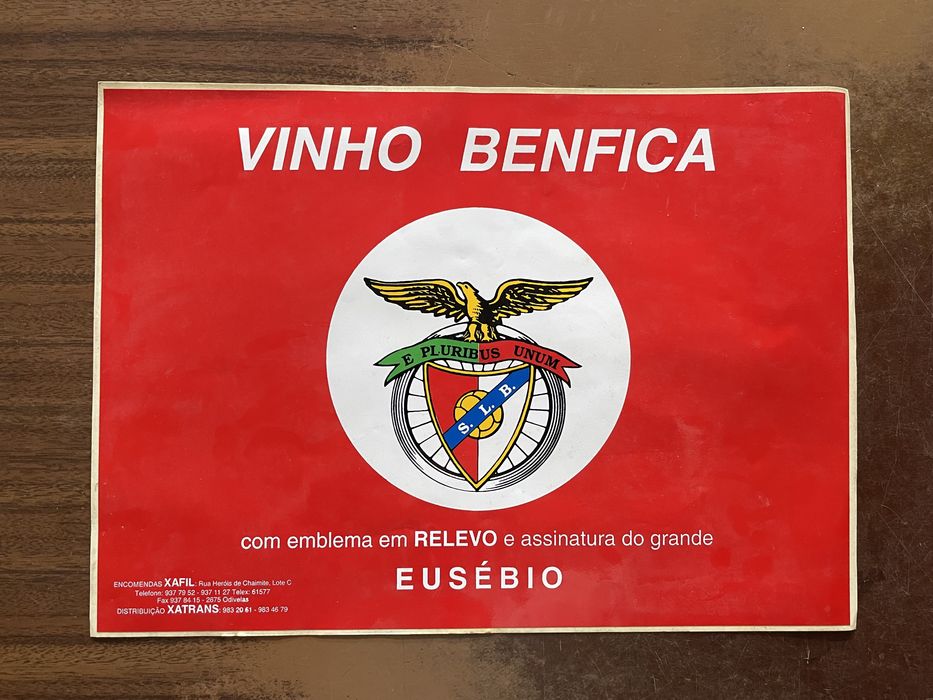 VINHO BENFICA
E PLURIBUS UNUM
S. L. B.
com emblema em RELEVO e assinatura do grande
EUSÉBIO
ENCOMENDAS XAFIL: Rua Heróis de Chaimite, Lote C
Telefone: 937 79 52 - 937 11 27 Telex: 61577
Fax 937 84 15 - 2675 Odivelas
DISTRIBUIÇÃO XATRANS: 983 20 61 - 983 46 79